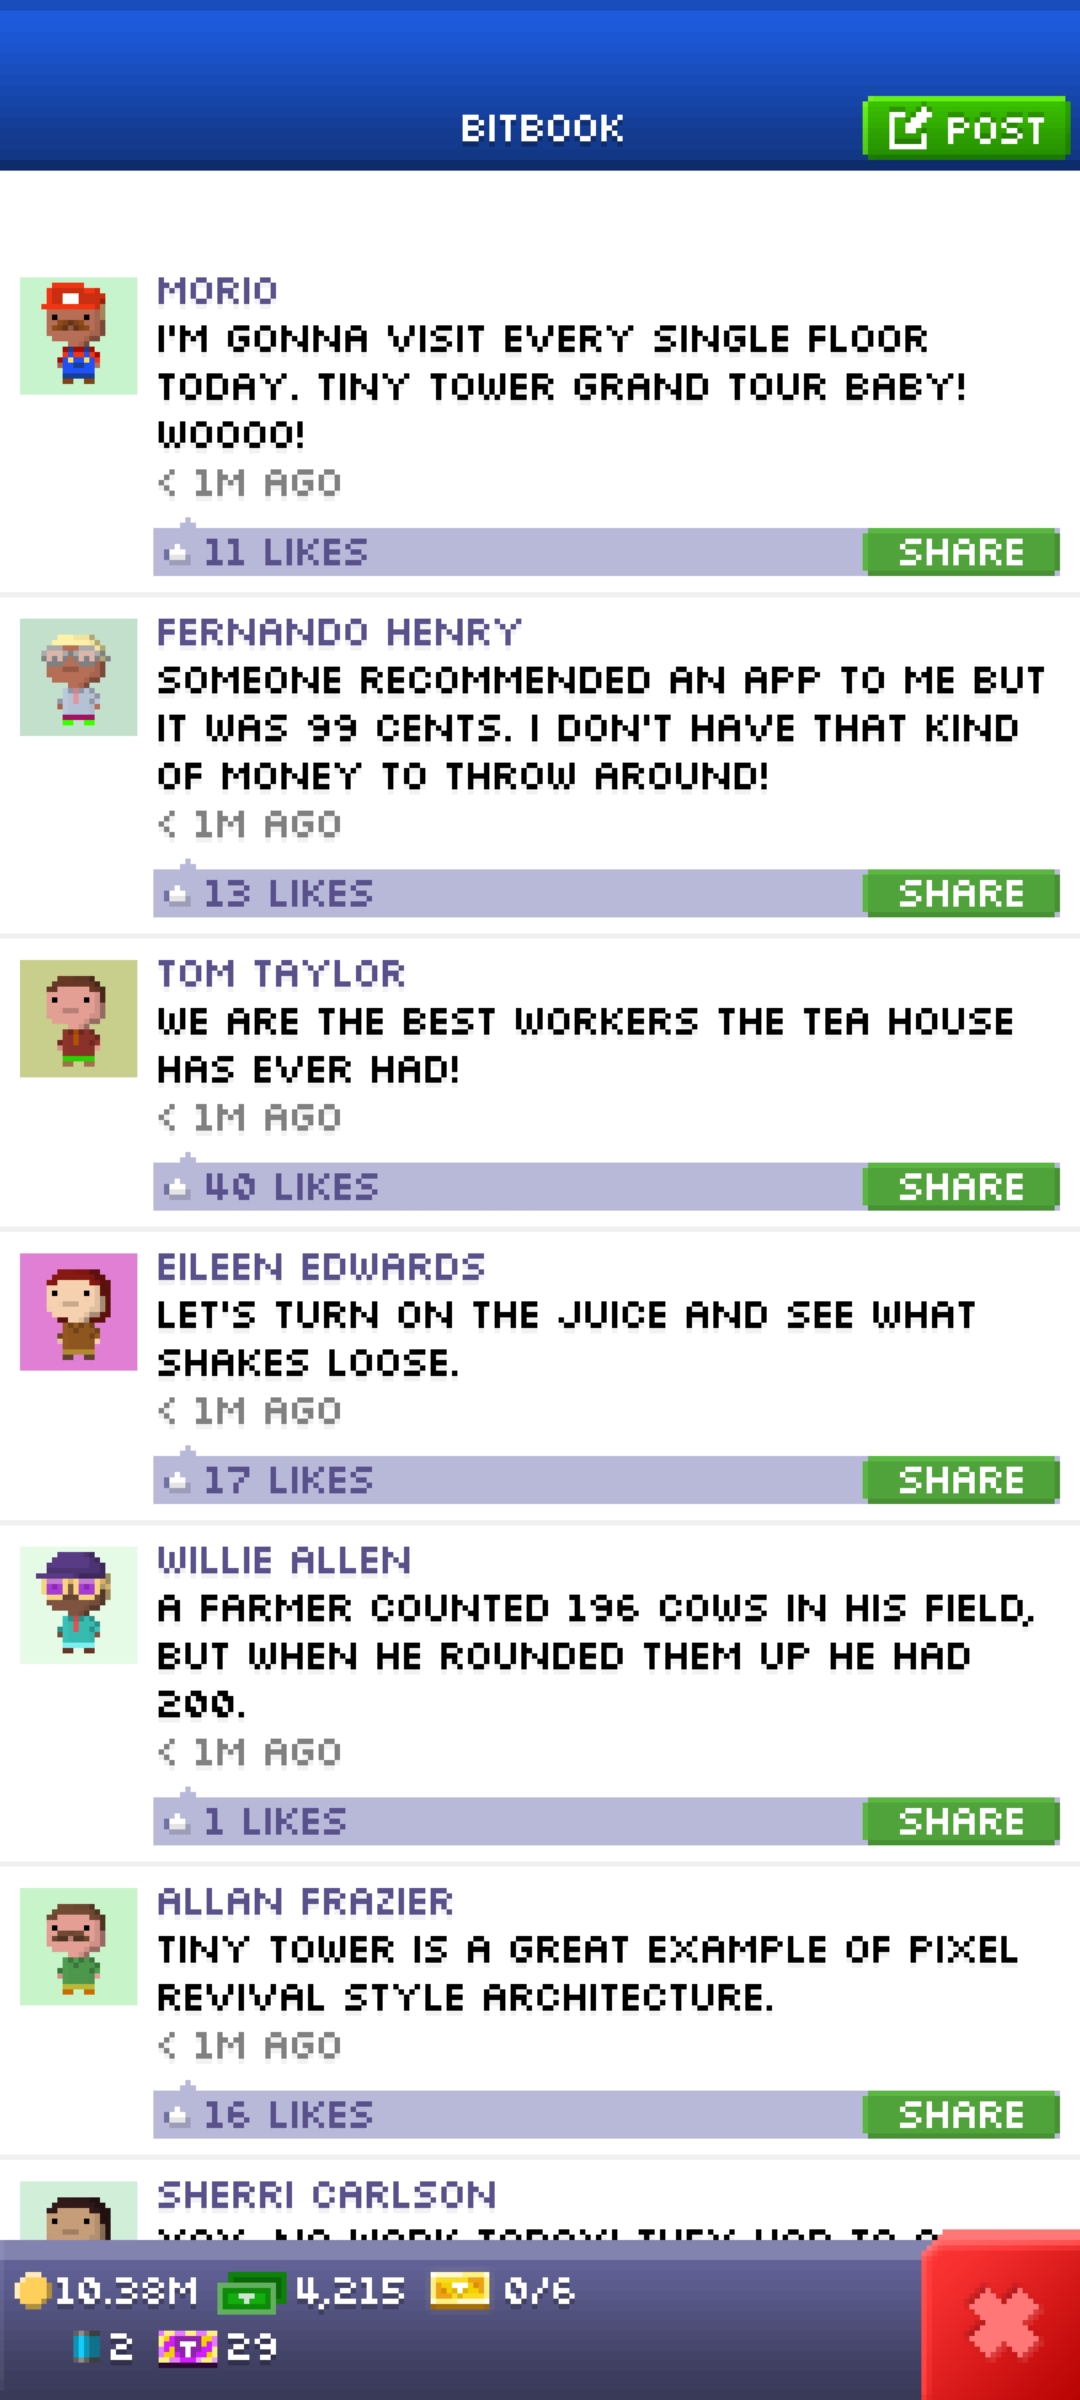 BITBOOK
POST
MORIO
I'M GONNA VISIT EVERY SINGLE FLOOR
TODAY. TINY TOWER GRAND TOUR BABY!
WOOOO!
< 1M AGO
11 LIKES
SHARE
FERNANDO HENRY
SOMEONE RECOMMENDED AN APP TO ME BUT
IT WAS 99 CENTS. I DON'T HAVE THAT KIND
OF MONEY TO THROW AROUND!
< 1M AGO
13 LIKES
SHARE
TOM TAYLOR
WE ARE THE BEST WORKERS THE TEA HOUSE
HAS EVER HAD!
< 1M AGO
40 LIKES
SHARE
EILEEN EDWARDS
LET'S TURN ON THE JUICE AND SEE WHAT
SHAKES LOOSE.
< 1M AGO
17 LIKES
SHARE
WILLIE ALLEN
A FARMER COUNTED 196 COWS IN HIS FIELD,
BUT WHEN HE ROUNDED THEM UP HE HAD
200.
< 1M AGO
1 LIKES
SHARE
ALLAN FRAZIER
TINY TOWER IS A GREAT EXAMPLE OF PIXEL
REVIVAL STYLE ARCHITECTURE.
< 1M AGO
16 LIKES
SHARE
SHERRI CARLSON
NO WORK TODAY! THEY HAD TO
10.38M 4,215 0/6
2 29